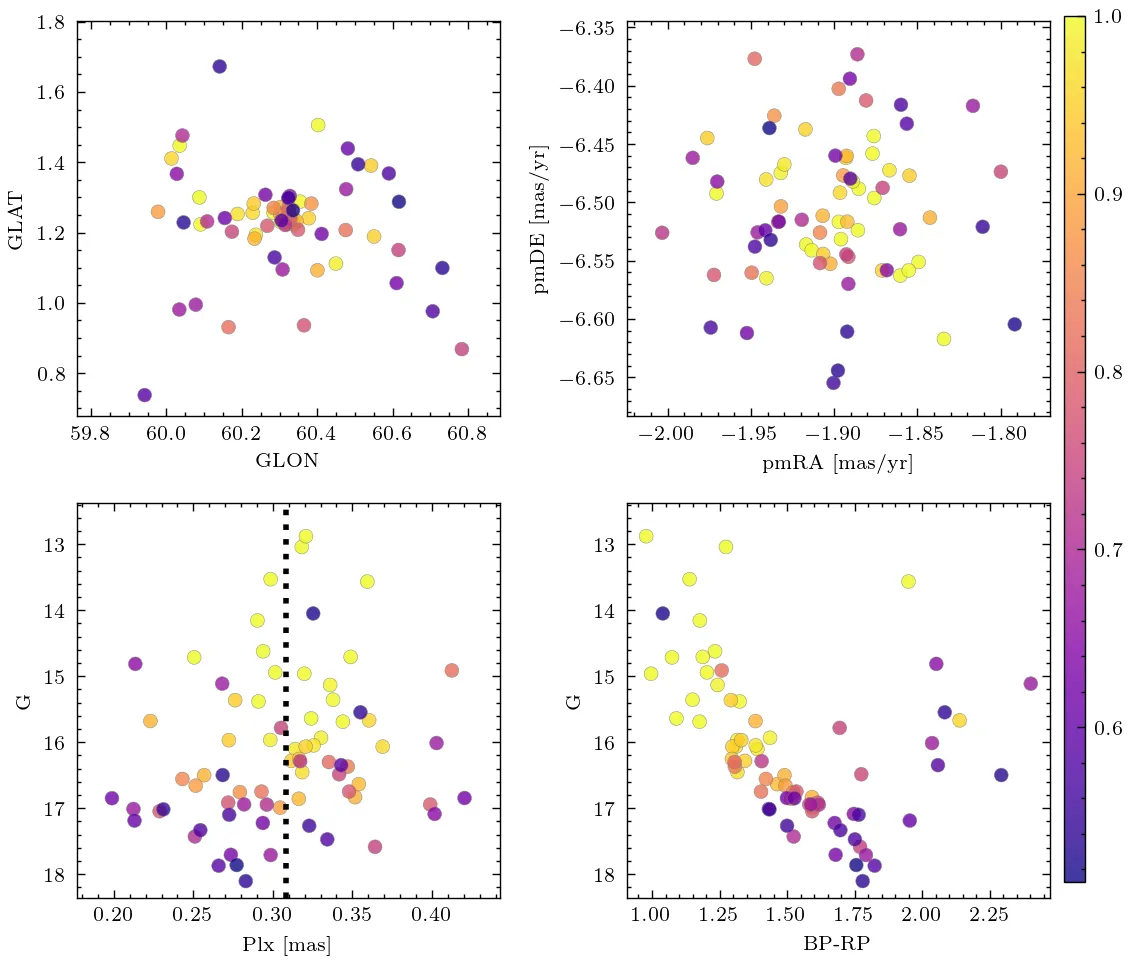 1.8
1.6
1.4
1.2
1.0
0.8
GLAT
59.8 60.0 60.2 60.4 60.6 60.8
GLON
−6.35
−6.40
−6.45
−6.50
−6.55
−6.60
−6.65
pmDE [mas/yr]
−2.00 −1.95 −1.90 −1.85 −1.80
pmRA [mas/yr]
1.0
0.9
0.8
0.7
0.6
13
14
15
16
17
18
G
0.20 0.25 0.30 0.35 0.40
Plx [mas]
13
14
15
16
17
18
G
1.00 1.25 1.50 1.75 2.00 2.25
BP-RP